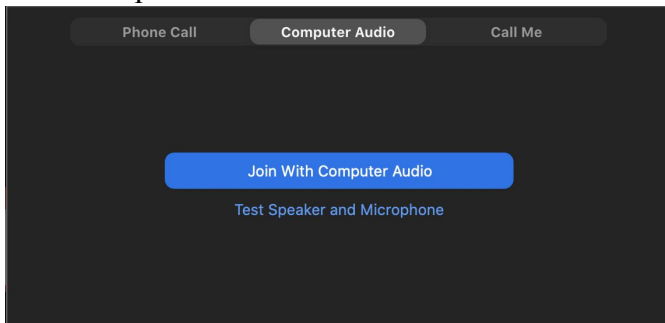 Phone Call Computer Audio Call Me
Join With Computer Audio
Test Speaker and Microphone